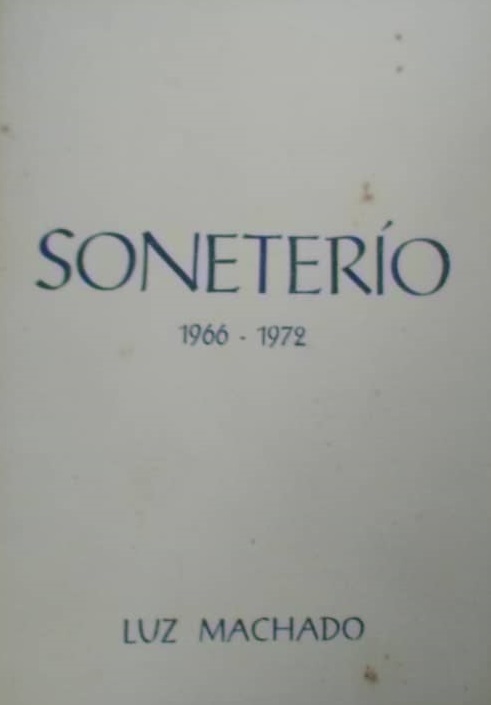 SONETERÍO
1966 - 1972
LUZ MACHADO